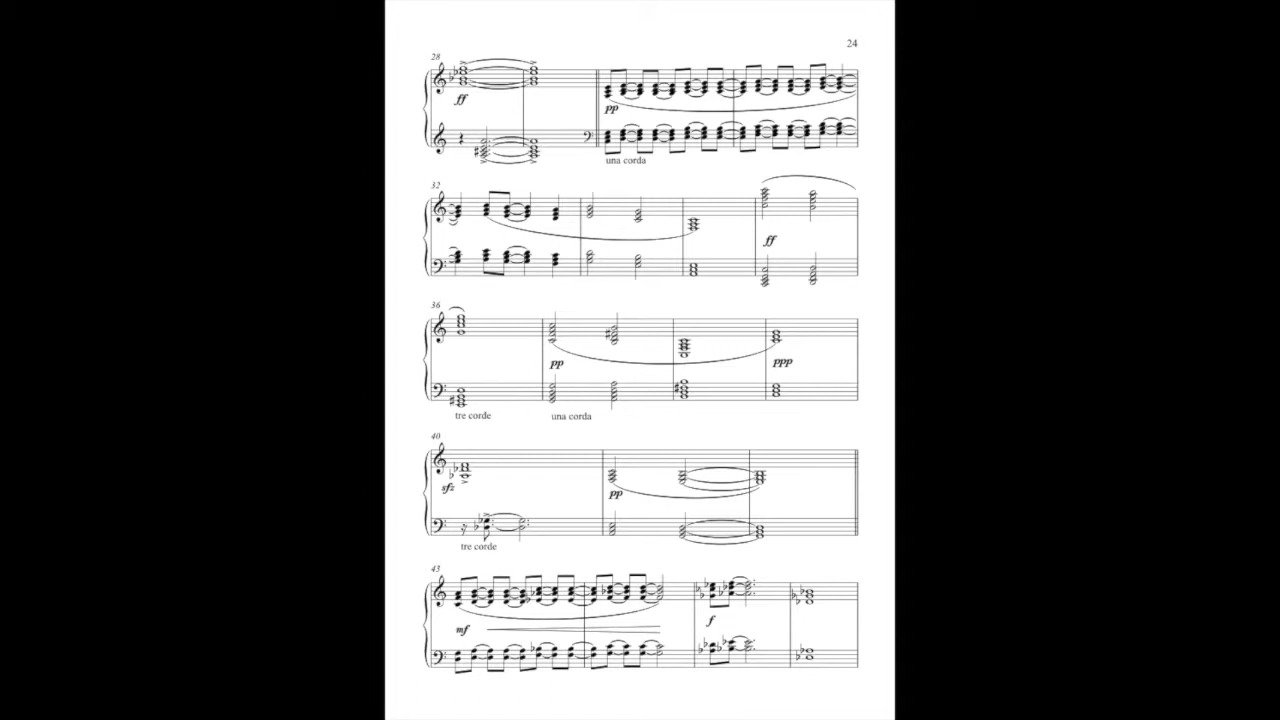 24
28
ff
pp
una corda
32
ff
36
pp
ppp
tre corde
una corda
40
sfz
pp
tre corde
43
mf
f